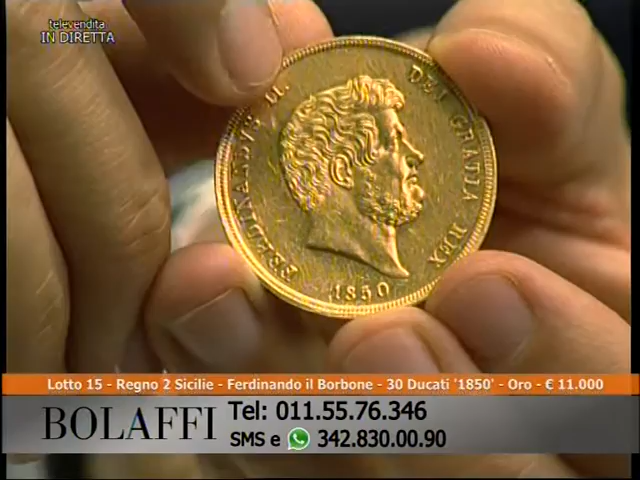 televendita
IN DIRETTA
FERDINANDVS II. DEI GRATIA REX
1850
Lotto 15 - Regno 2 Sicilie - Ferdinando il Borbone - 30 Ducati '1850' - Oro - € 11.000
BOLAFFI
Tel: 011.55.76.346
SMS e 342.830.00.90